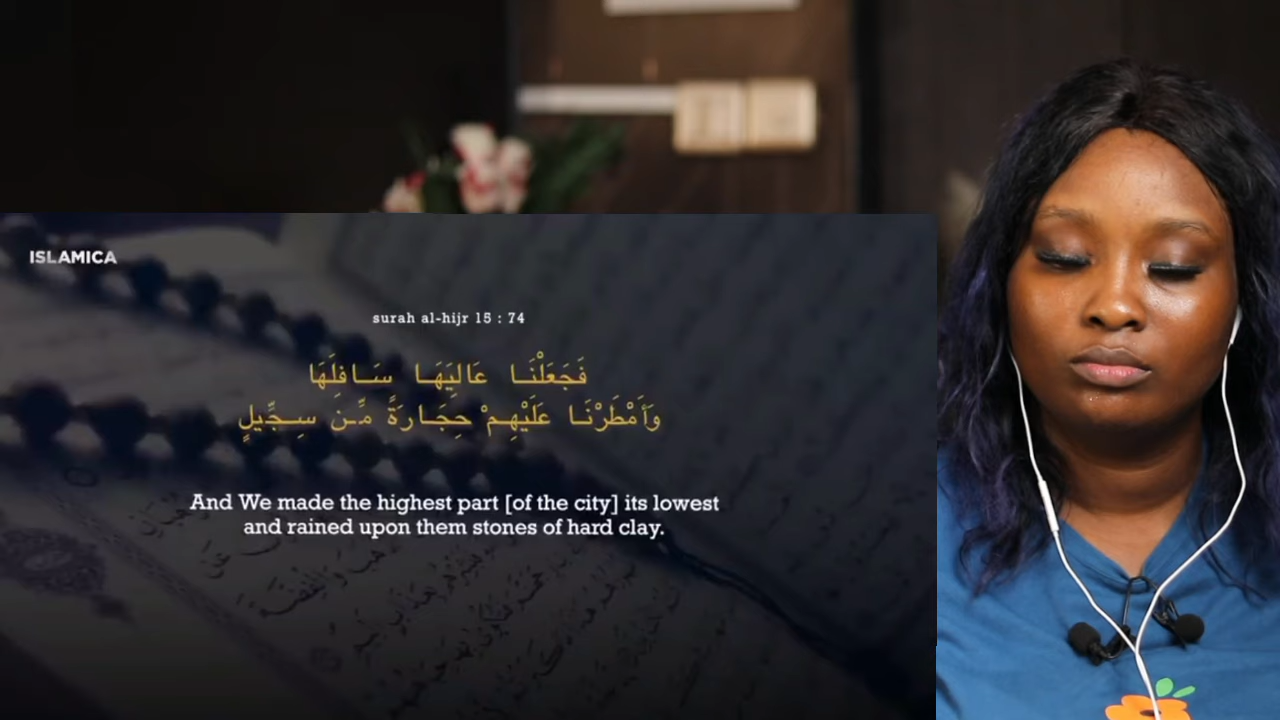 ISLAMICA
surah al-hijr 15 : 74
فَجَعَلْنَا عَالِيَهَا سَافِلَهَا
وَأَمْطَرْنَا عَلَيْهِمْ حِجَارَةً مِّن سِجِّيلٍ
And We made the highest part [of the city] its lowest
and rained upon them stones of hard clay.